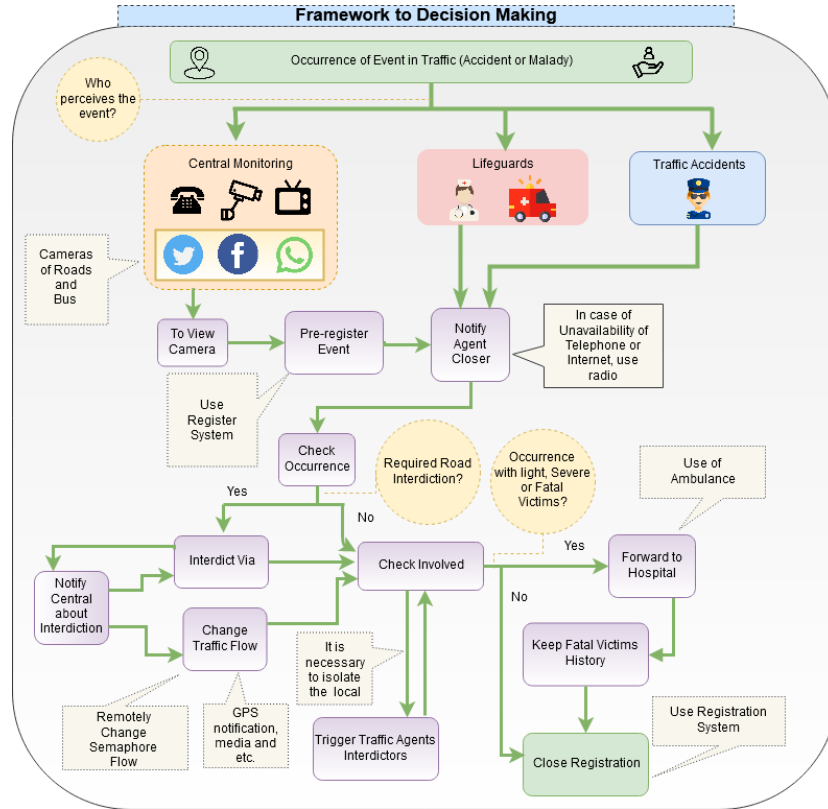 Framework to Decision Making
Occurrence of Event in Traffic (Accident or Malady)
Who
perceives the
event?
Central Monitoring
Lifeguards
Traffic Accidents
Cameras
of Roads
and
Bus
To View
Camera
Pre-register
Event
Notify
Agent
Closer
In case of
Unavailability of
Telephone or
Internet, use
radio
Use
Register
System
Check
Occurrence
Required Road
Interdiction?
Occurrence
with light, Severe
or Fatal
Victims?
Use of
Ambulance
Yes
No
Interdict Via
Check Involved
Yes
Forward to
Hospital
Notify
Central
about
Interdiction
No
Change
Traffic Flow
It is
necessary
to isolate
the local
Keep Fatal Victims
History
Remotely
Change
Semaphore
Flow
GPS
notification,
media and
etc.
Trigger Traffic Agents
Interdictors
Use Registration
System
Close Registration